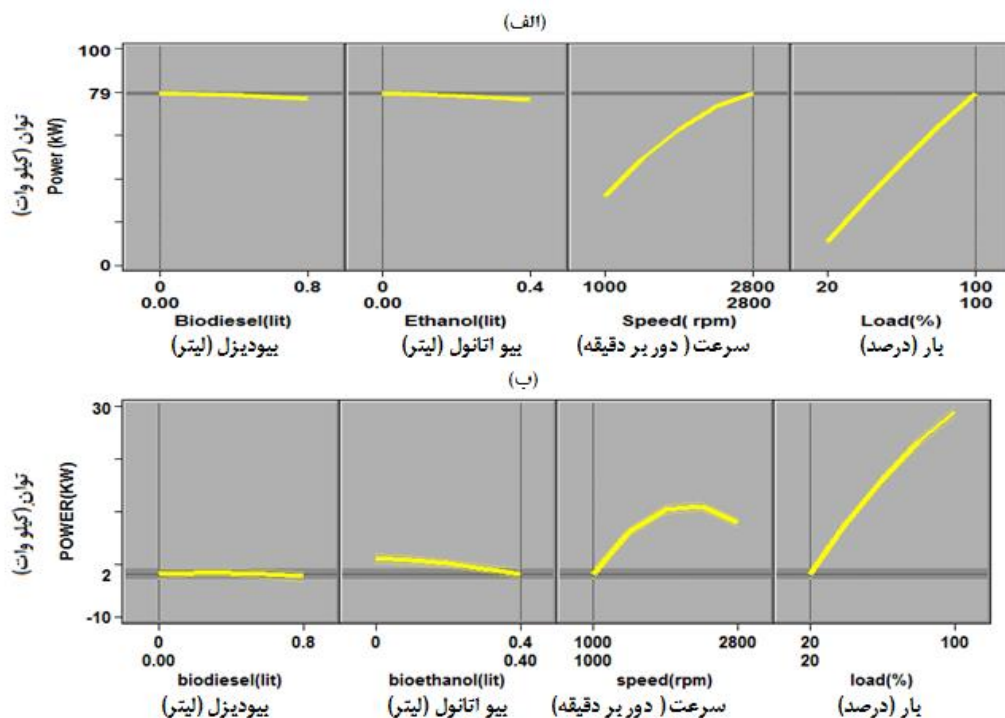 (الف)
100
79
0
توان (کیلو وات)
Power (kW)
0 0.8 0 0.4 1000 2800 20 100
0.00 0.00 2800 100
Biodiesel(lit) Ethanol(lit) Speed( rpm) Load(%)
بیودیزل (لیتر) بیو اتانول (لیتر) سرعت ( دور بر دقیقه) بار (درصد)
(ب)
30
2
-10
توان (کیلو وات)
POWER(KW)
0 0.8 0 0.4 1000 2800 20 100
0.00 0.40 1000 20
biodiesel(lit) bioethanol(lit) speed(rpm) load(%)
بیودیزل (لیتر) بیو اتانول (لیتر) سرعت ( دور بر دقیقه) بار (درصد)